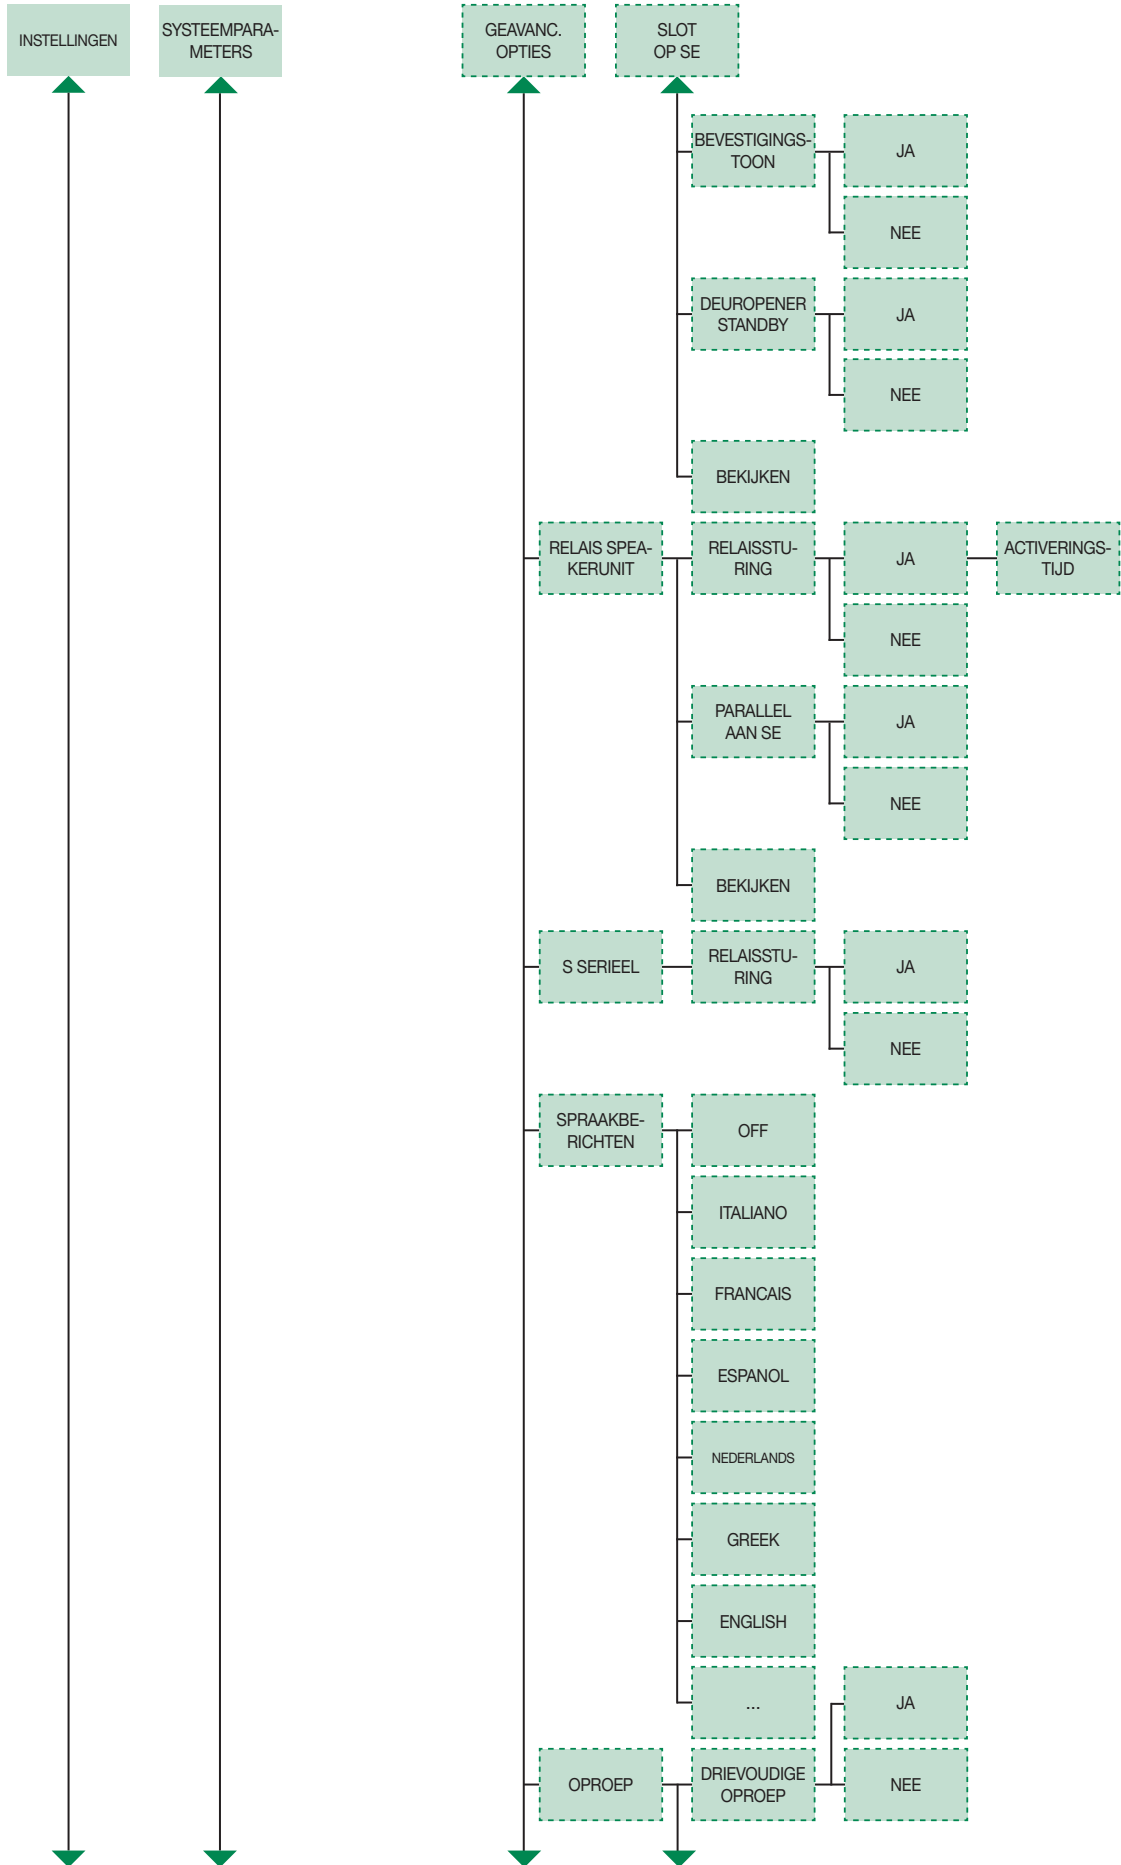 INSTELLINGEN
SYSTEEMPARA-
METERS
GEAVANC.
OPTIES
SLOT
OP SE
BEVESTIGINGS-
TOON
JA
NEE
DEUROPENER
STANDBY
JA
NEE
BEKIJKEN
RELAIS SPEA-
KERUNIT
RELAISSTU-
RING
JA
ACTIVERINGS-
TIJD
NEE
PARALLEL
AAN SE
JA
NEE
BEKIJKEN
S SERIEEL
RELAISSTU-
RING
JA
NEE
SPRAAKBE-
RICHTEN
OFF
ITALIANO
FRANCAIS
ESPANOL
NEDERLANDS
GREEK
ENGLISH
...
JA
OPROEP
DRIEVOUDIGE
OPROEP
NEE